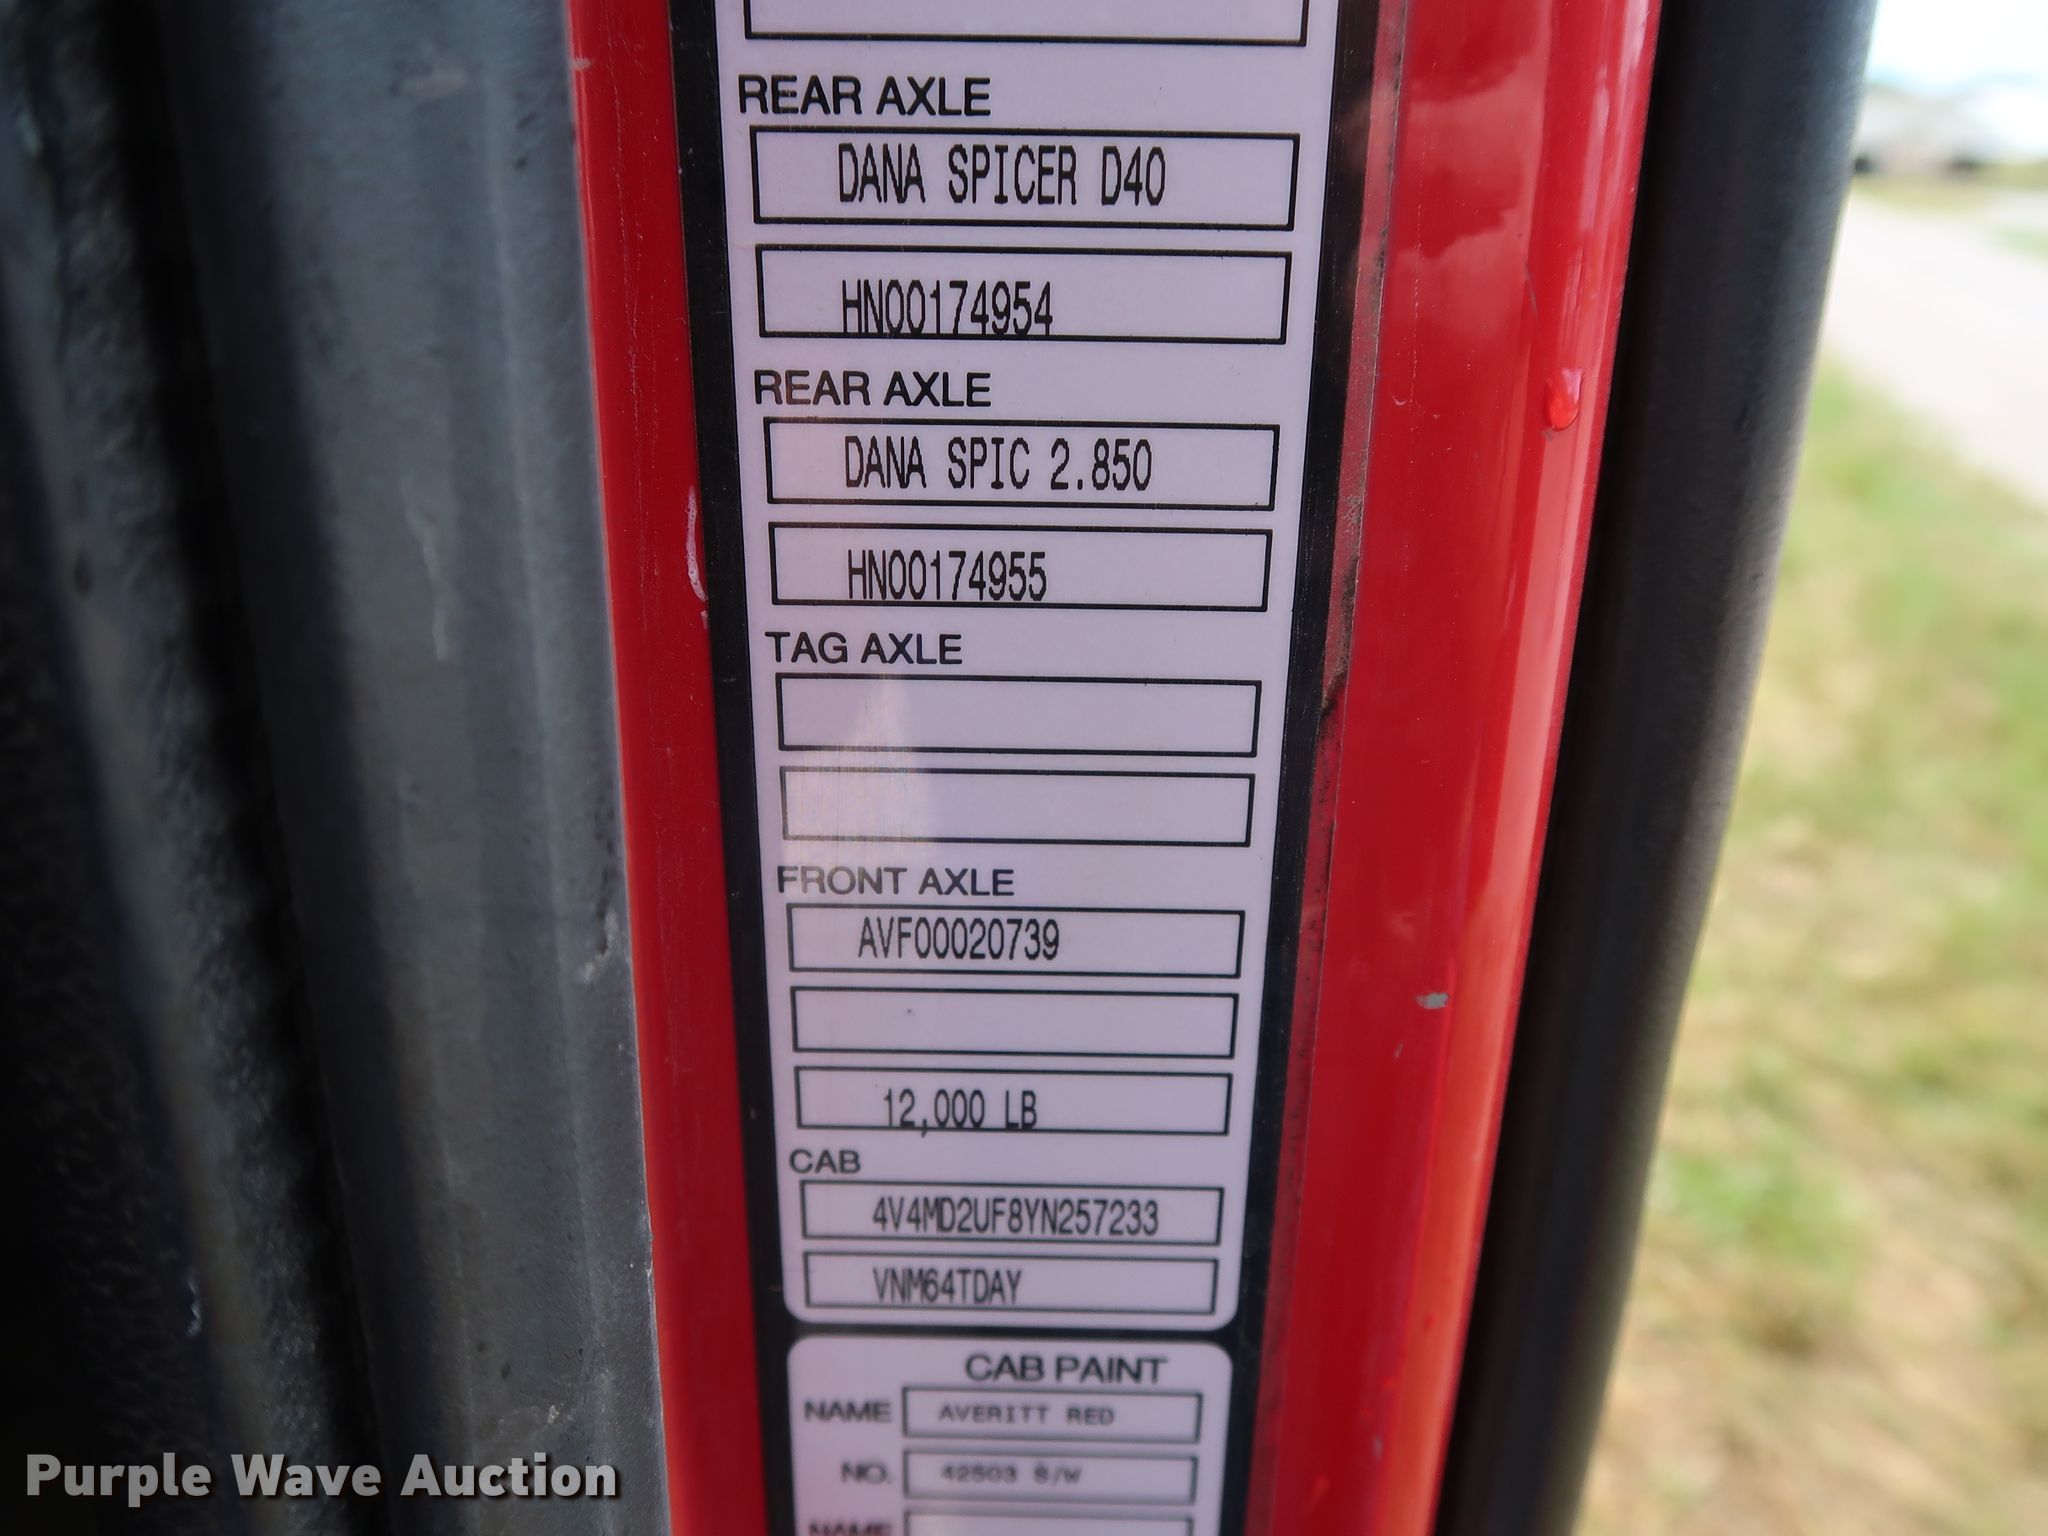 REAR AXLE
DANA SPICER D40
HN00174954
REAR AXLE
DANA SPIC 2.850
HN00174955
TAG AXLE
FRONT AXLE
AVF00020739
12,000 LB
CAB
4V4MD2UF8YN257233
VNM64TDAY
CAB PAINT
NAME AVERITT RED
NO. 42503 S/W
NAME
Purple Wave Auction